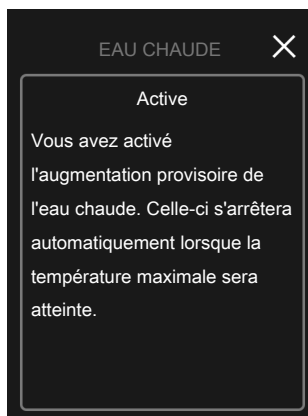 EAU CHAUDE
Active
Vous avez activé
l'augmentation provisoire de
l'eau chaude. Celle-ci s'arrêtera
automatiquement lorsque la
température maximale sera
atteinte.